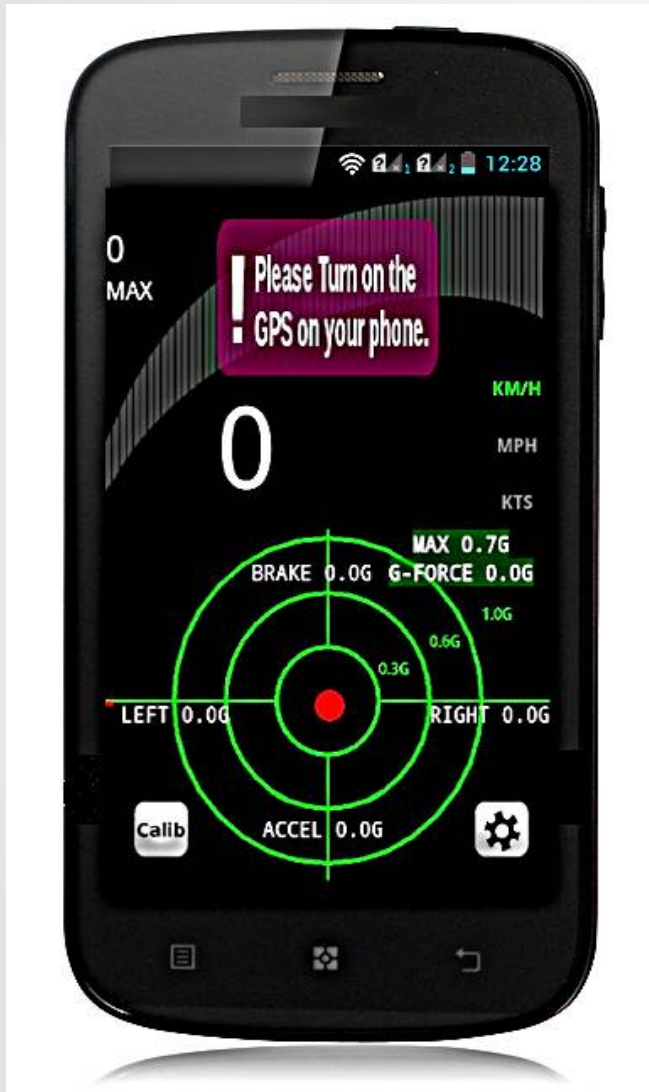 12:28
0
MAX
! Please Turn on the
GPS on your phone.
0
KM/H
MPH
KTS
MAX 0.7G
BRAKE 0.0G G-FORCE 0.0G
1.0G
0.6G
0.3G
LEFT 0.0G RIGHT 0.0G
Calib ACCEL 0.0G